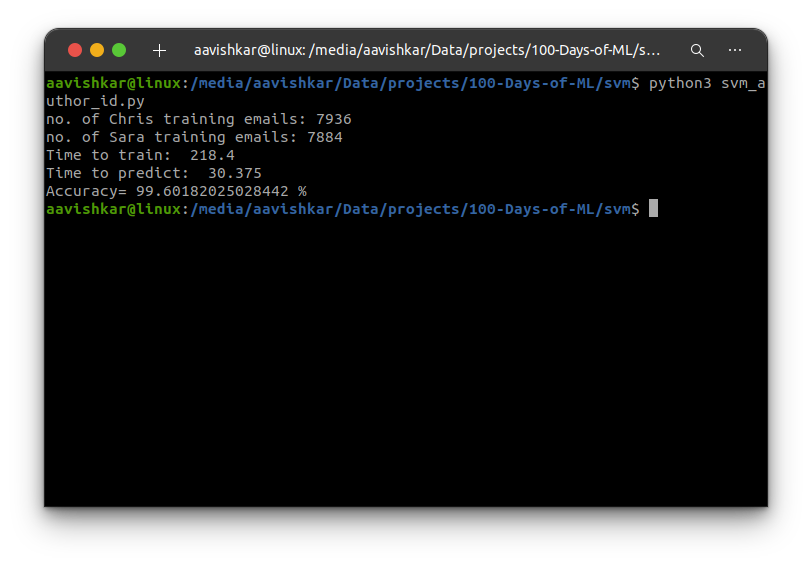 aavishkar@linux: /media/aavishkar/Data/projects/100-Days-of-ML/s…
aavishkar@linux:/media/aavishkar/Data/projects/100-Days-of-ML/svm$ python3 svm_a
uthor_id.py
no. of Chris training emails: 7936
no. of Sara training emails: 7884
Time to train:  218.4
Time to predict:  30.375
Accuracy= 99.60182025028442 %
aavishkar@linux:/media/aavishkar/Data/projects/100-Days-of-ML/svm$